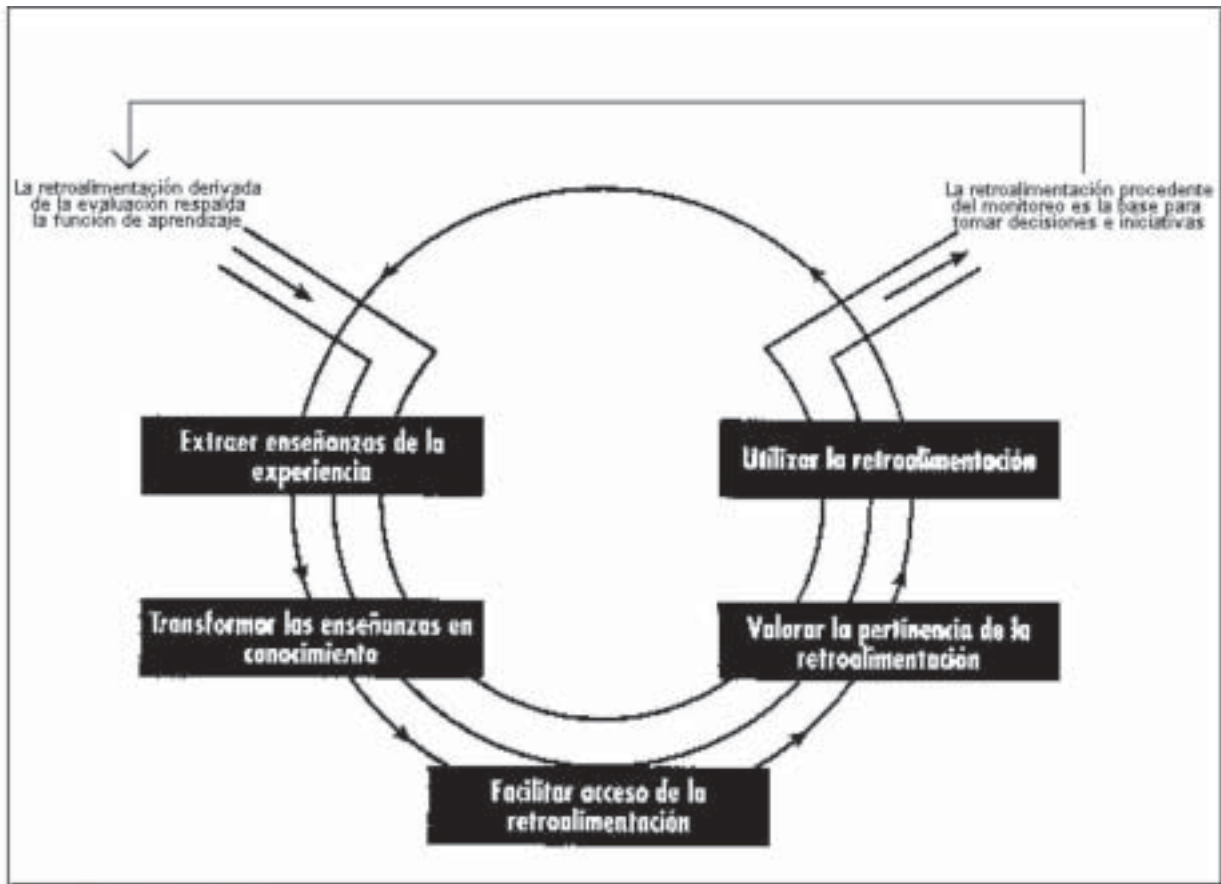 La retroalimentación derivada
de la evaluación respalda
la función de aprendizaje
La retroalimentación procedente
del monitoreo es la base para
tomar decisiones e iniciativas
Extraer enseñanzas de la
experiencia
Utilizar la retroalimentación
Transformar las enseñanzas en
conocimiento
Valorar la pertinencia de la
retroalimentación
Facilitar acceso de la
retroalimentación